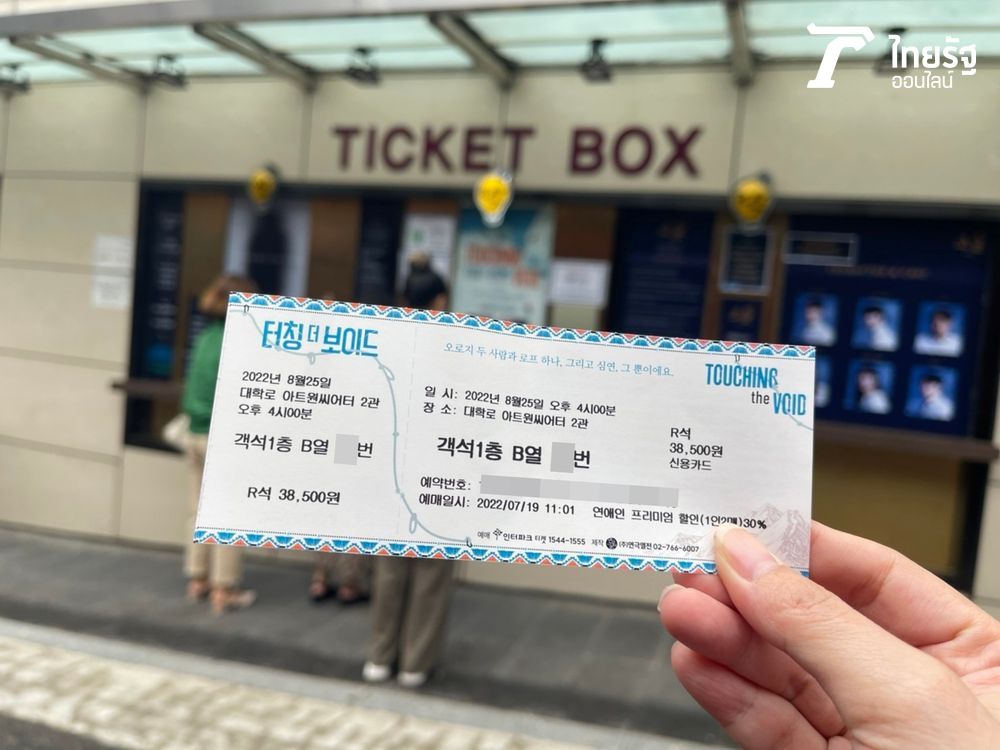 ไทยรัฐ
ออนไลน์
TICKET BOX
TOUCHING
VOID
터칭 더 보이드
2022년 8월25일
대학로 아트원씨어터 2관
오후 4시00분
객석1층 B열 번
R석 38,500원
오로지 두 사람과 로프 하나, 그리고 심연, 그 뿐이에요.
TOUCHING
the VOID
일 시: 2022년 8월25일 오후 4시00분
장 소: 대학로 아트원씨어터 2관
객석1층 B열 번
R석
38,500원
신용카드
예약번호:
예매일시: 2022/07/19 11:01 연애인 프리미엄 할인(1인2매)30%
예매 인터파크 티켓 1544-1555 제작 (주)연극열전 02-766-6007